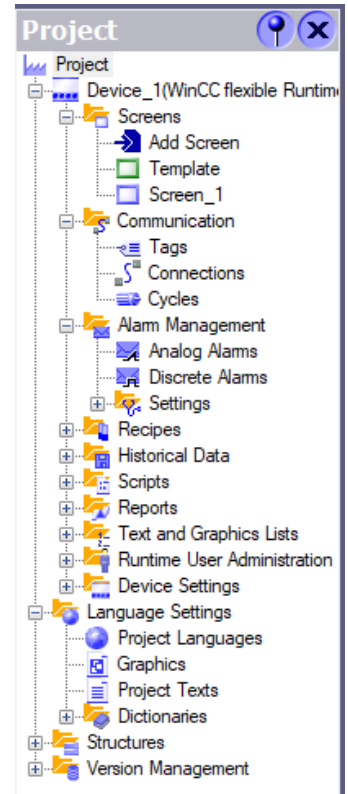 Project
Project
Device_1(WinCC flexible Runtime
Screens
Add Screen
Template
Screen_1
Communication
Tags
Connections
Cycles
Alarm Management
Analog Alarms
Discrete Alarms
Settings
Recipes
Historical Data
Scripts
Reports
Text and Graphics Lists
Runtime User Administration
Device Settings
Language Settings
Project Languages
Graphics
Project Texts
Dictionaries
Structures
Version Management